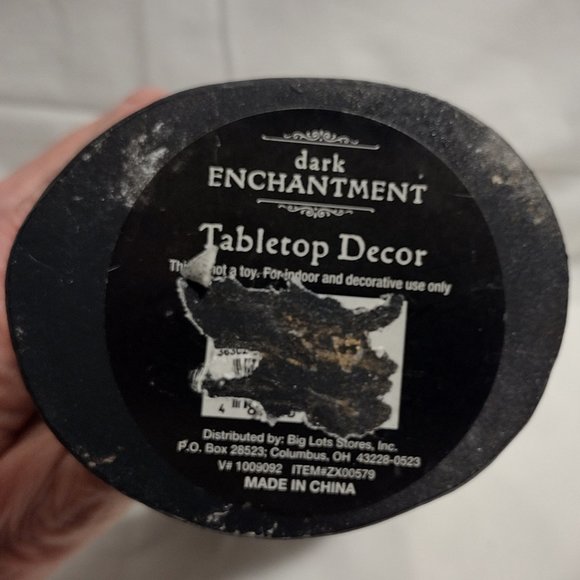 dark
ENCHANTMENT
Tabletop Decor
not a toy. For indoor and decorative use only
Distributed by: Big Lots Stores, Inc.
P.O. Box 28523; Columbus, OH 43228-0523
V# 1009092 ITEM#ZX00579
MADE IN CHINA